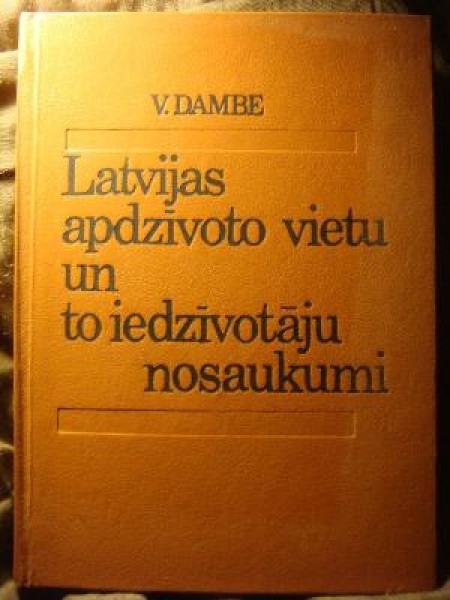 V. DAMBE
Latvijas
apdzīvoto vietu
un
to iedzīvotāju
nosaukumi